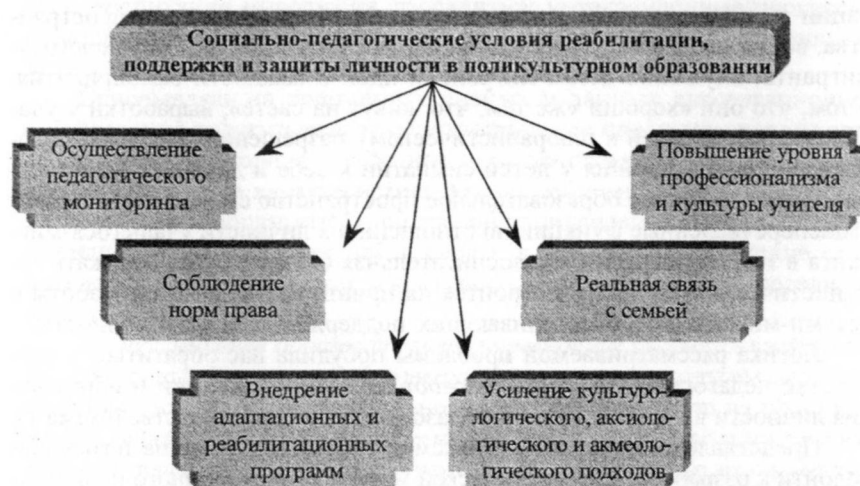 Социально-педагогические условия реабилитации,
поддержки и защиты личности в поликультурном образовании
Осуществление
педагогического
мониторинга
Повышение уровня
профессионализма
и культуры учителя
Соблюдение
норм права
Реальная связь
с семьей
Внедрение
адаптационных и
реабилитационных
программ
Усиление культуро-
логического, аксиоло-
гического и акмеоло-
гического подходов